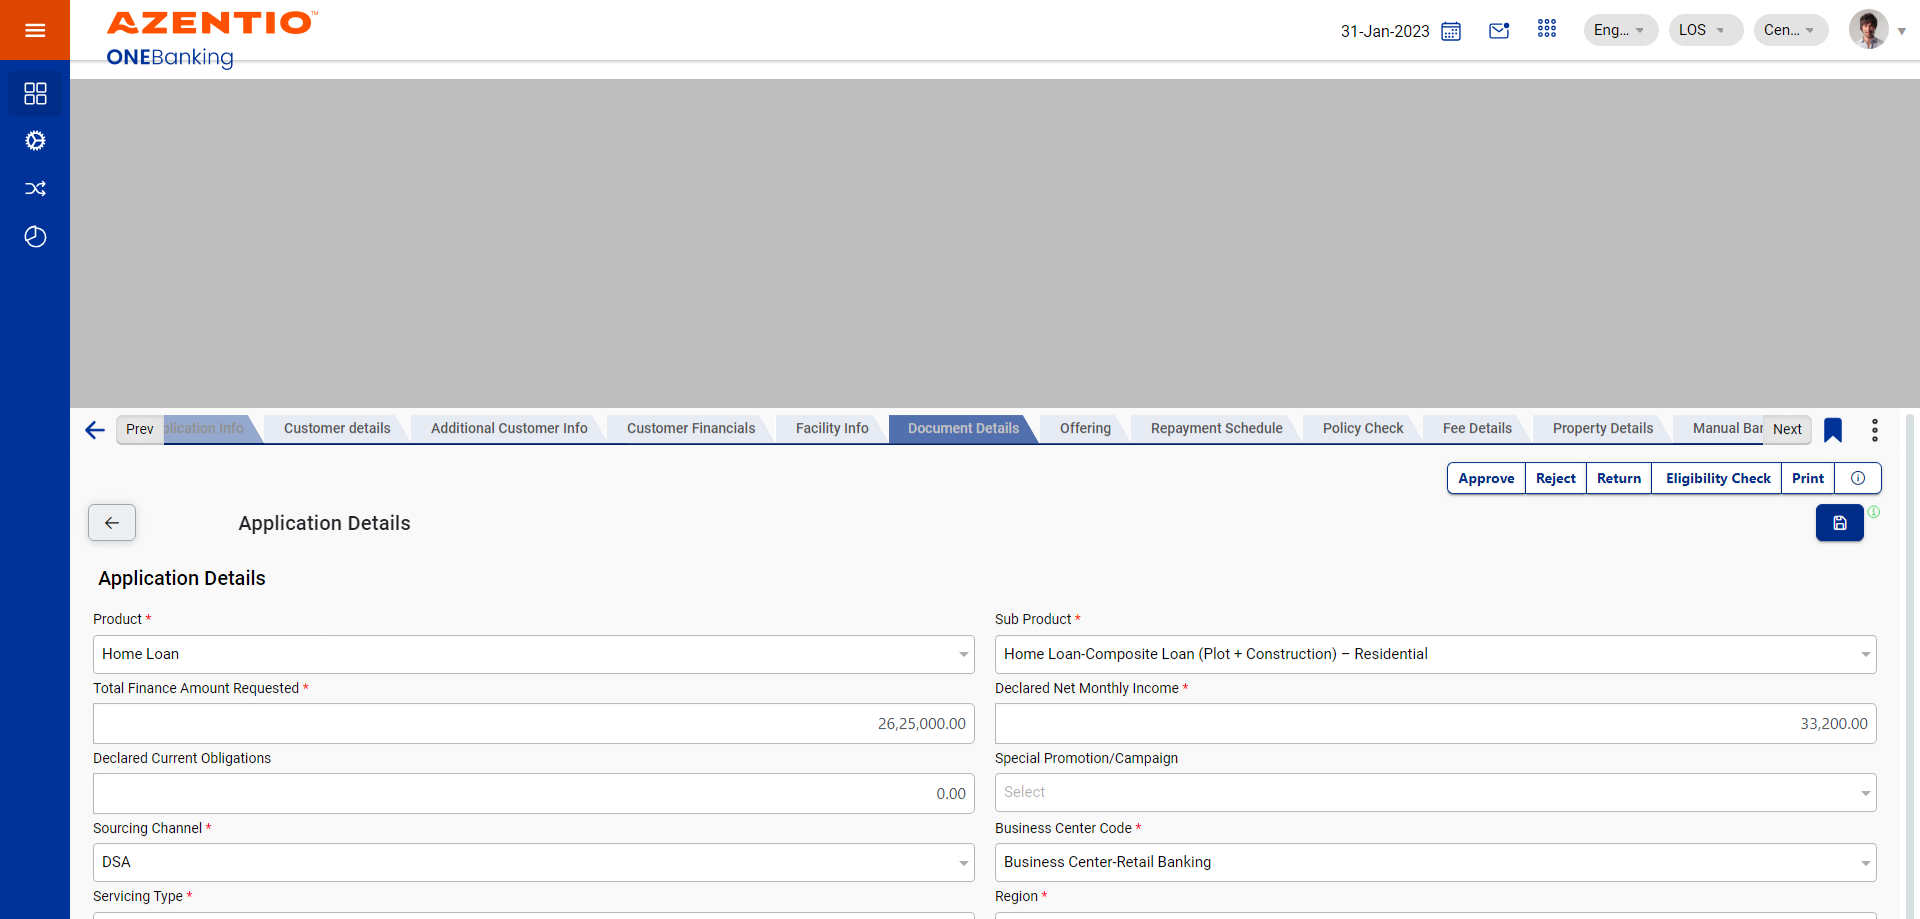 AZENTIO™
ONEBanking
31-Jan-2023
Eng...
LOS
Cen...
Prev
plication Info
Customer details
Additional Customer Info
Customer Financials
Facility Info
Document Details
Offering
Repayment Schedule
Policy Check
Fee Details
Property Details
Manual Bar
Next
Approve
Reject
Return
Eligibility Check
Print
Application Details
Application Details
Product *
Sub Product *
Home Loan
Home Loan-Composite Loan (Plot + Construction) – Residential
Total Finance Amount Requested *
Declared Net Monthly Income *
26,25,000.00
33,200.00
Declared Current Obligations
Special Promotion/Campaign
0.00
Select
Sourcing Channel *
Business Center Code *
DSA
Business Center-Retail Banking
Servicing Type *
Region *